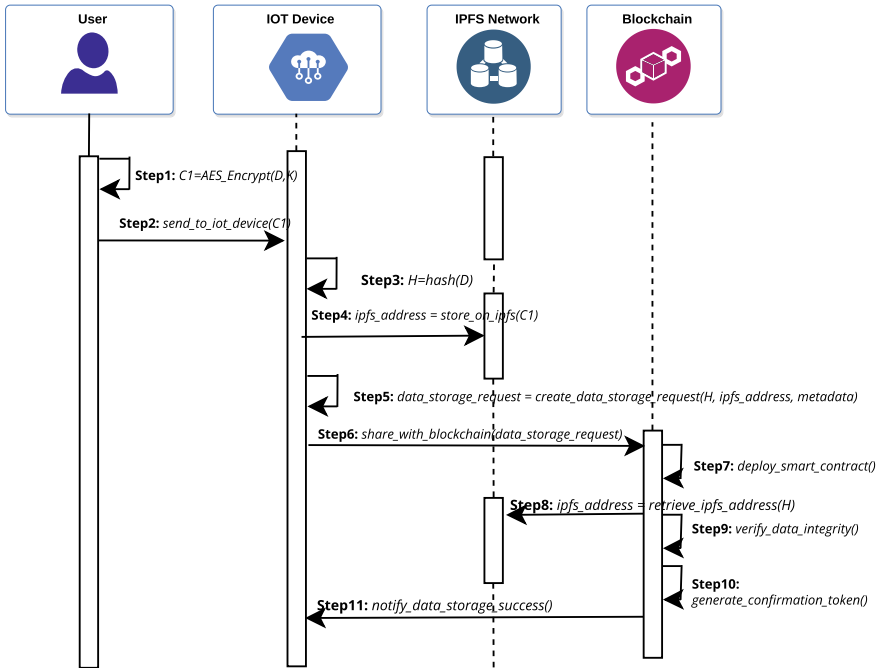 User
IOT Device
IPFS Network
Blockchain
Step1: C1=AES_Encrypt(D,K)
Step2: send_to_iot_device(C1)
Step3: H=hash(D)
Step4: ipfs_address = store_on_ipfs(C1)
Step5: data_storage_request = create_data_storage_request(H, ipfs_address, metadata)
Step6: share_with_blockchain(data_storage_request)
Step7: deploy_smart_contract()
Step8: ipfs_address = retrieve_ipfs_address(H)
Step9: verify_data_integrity()
Step10:
generate_confirmation_token()
Step11: notify_data_storage_success()